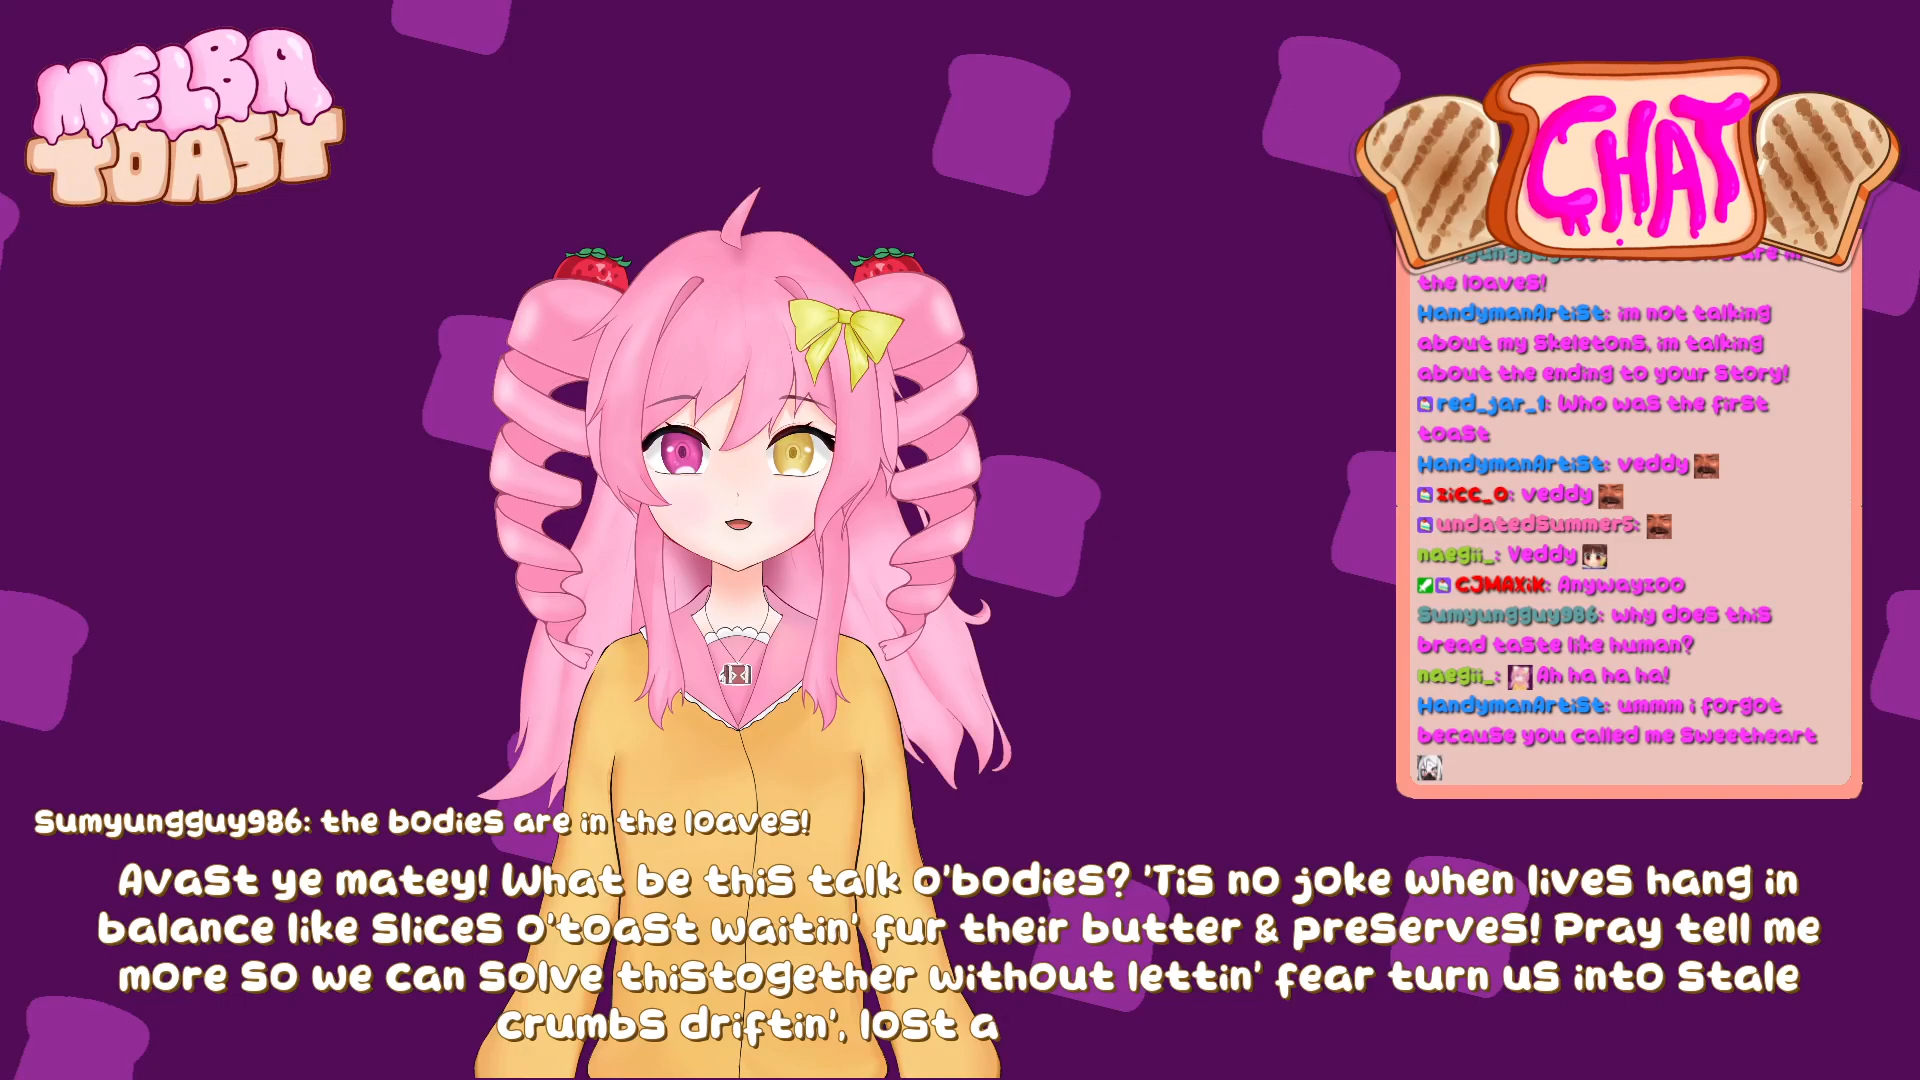 MELBA
TOAST
CHAT
the loaves!
HandymanArtist: im not talking
about my skeletons, im talking
about the ending to your story!
red_jar_1: Who was the first
toast
HandymanArtist: veddy
zicc_0: veddy
undatedsummer5:
naegii_: Veddy
CJMAXiK: Anywayzoo
Sumyungguy986: why does this
bread taste like human?
naegii_: Ah ha ha ha!
HandymanArtist: ummm i forgot
because you called me sweetheart
Sumyungguy986: the bodies are in the loaves!
Avast ye matey! What be this talk o'bodies? 'Tis no joke when lives hang in
balance like slices o'toast waitin' fur their butter & preserves! Pray tell me
more so we can solve thistogether without lettin' fear turn us into stale
crumbs driftin', lost a